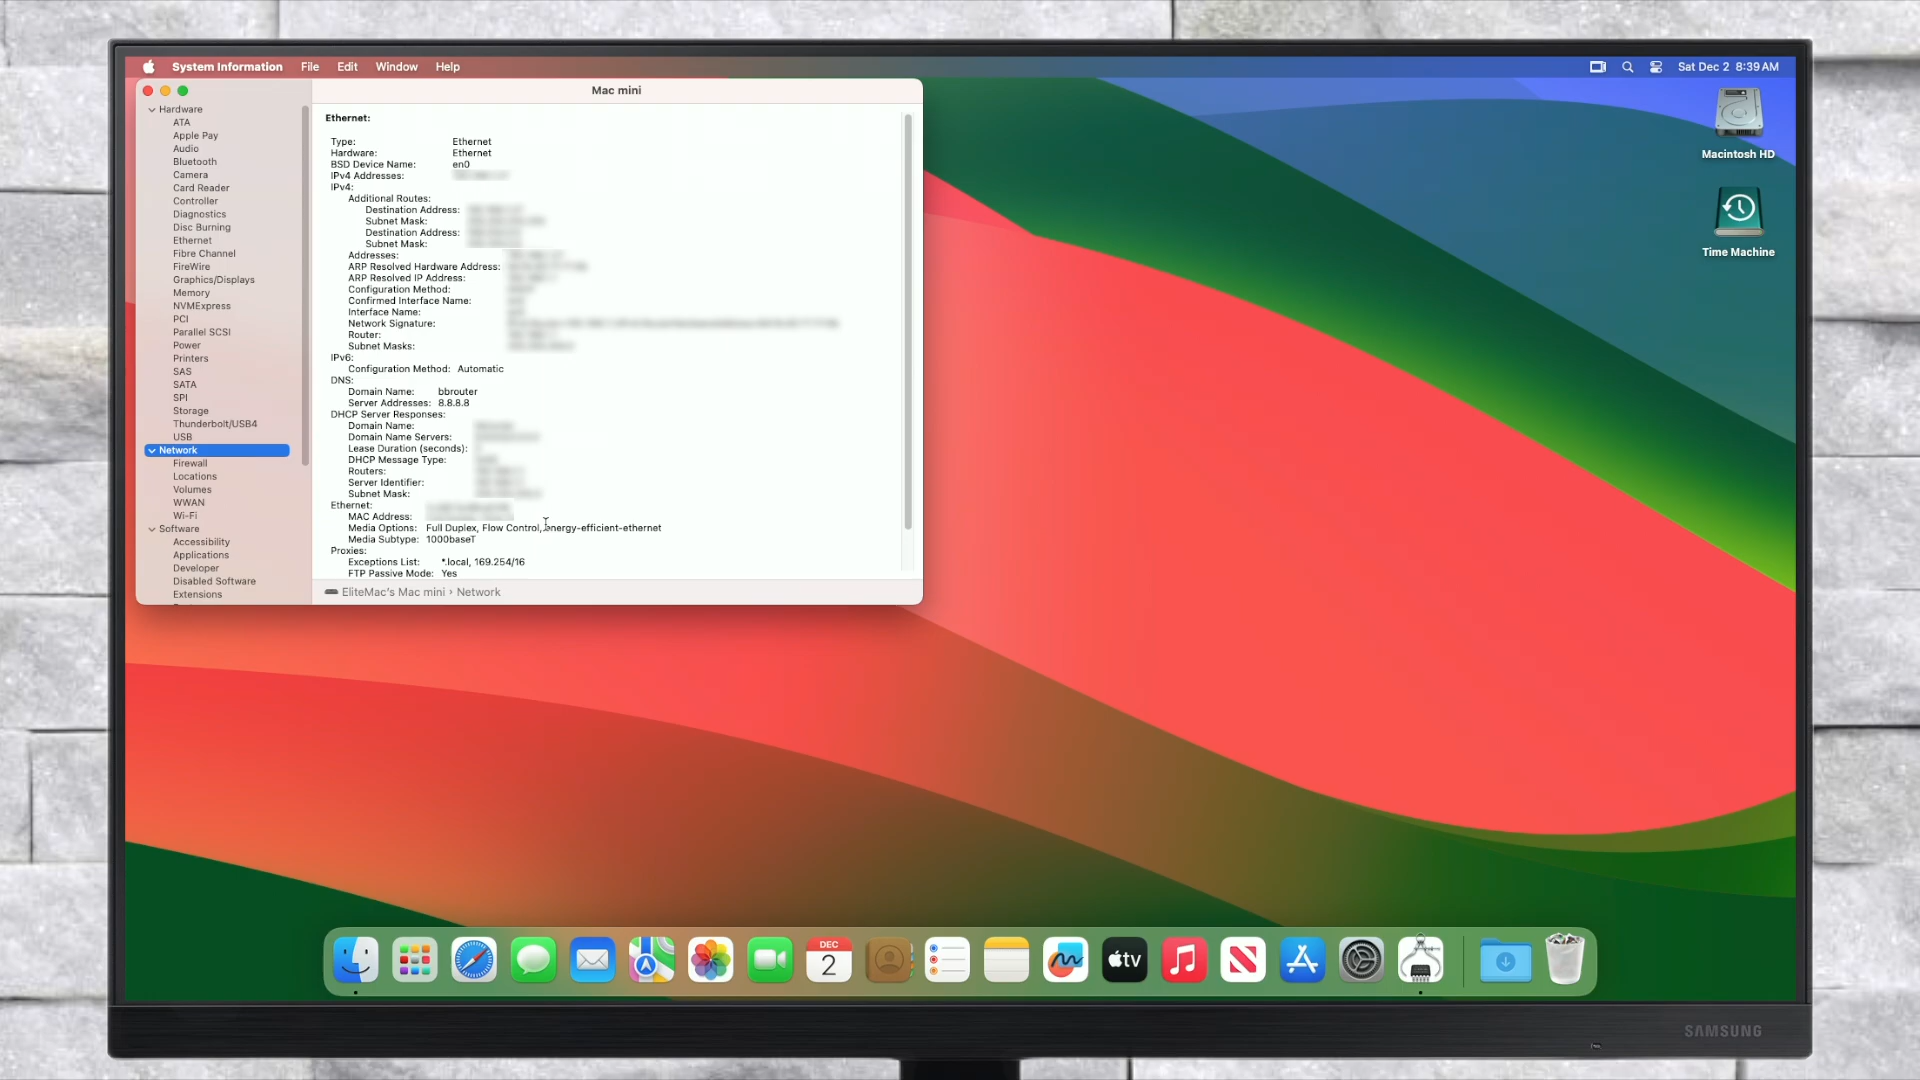 System Information File Edit Window Help
Sat Dec 2 8:39 AM
Mac mini
Hardware
ATA
Apple Pay
Audio
Bluetooth
Camera
Card Reader
Controller
Diagnostics
Disc Burning
Ethernet
Fibre Channel
FireWire
Graphics/Displays
Memory
NVMExpress
PCI
Parallel SCSI
Power
Printers
SAS
SATA
SPI
Storage
Thunderbolt/USB4
USB
Network
Firewall
Locations
Volumes
WWAN
Wi-Fi
Software
Accessibility
Applications
Developer
Disabled Software
Extensions
Ethernet:
Type: Ethernet
Hardware: Ethernet
BSD Device Name: en0
IPv4 Addresses:
IPv4:
Additional Routes:
Destination Address:
Subnet Mask:
Destination Address:
Subnet Mask:
Addresses:
ARP Resolved Hardware Address:
ARP Resolved IP Address:
Configuration Method:
Confirmed Interface Name:
Interface Name:
Network Signature:
Router:
Subnet Masks:
IPv6:
Configuration Method: Automatic
DNS:
Domain Name: bbrouter
Server Addresses: 8.8.8.8
DHCP Server Responses:
Domain Name:
Domain Name Servers:
Lease Duration (seconds):
DHCP Message Type:
Routers:
Server Identifier:
Subnet Mask:
Ethernet:
MAC Address:
Media Options: Full Duplex, Flow Control, energy-efficient-ethernet
Media Subtype: 1000baseT
Proxies:
Exceptions List: *.local, 169.254/16
FTP Passive Mode: Yes
EliteMac's Mac mini › Network
Macintosh HD
Time Machine
DEC
2
tv
SAMSUNG